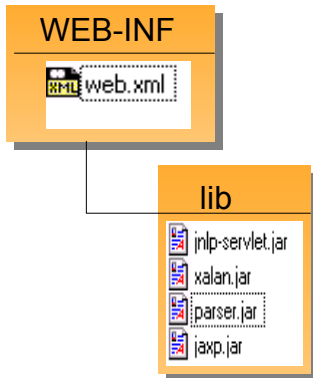 WEB-INF
XML web.xml
lib
jnlp-servlet.jar
xalan.jar
parser.jar
jaxp.jar